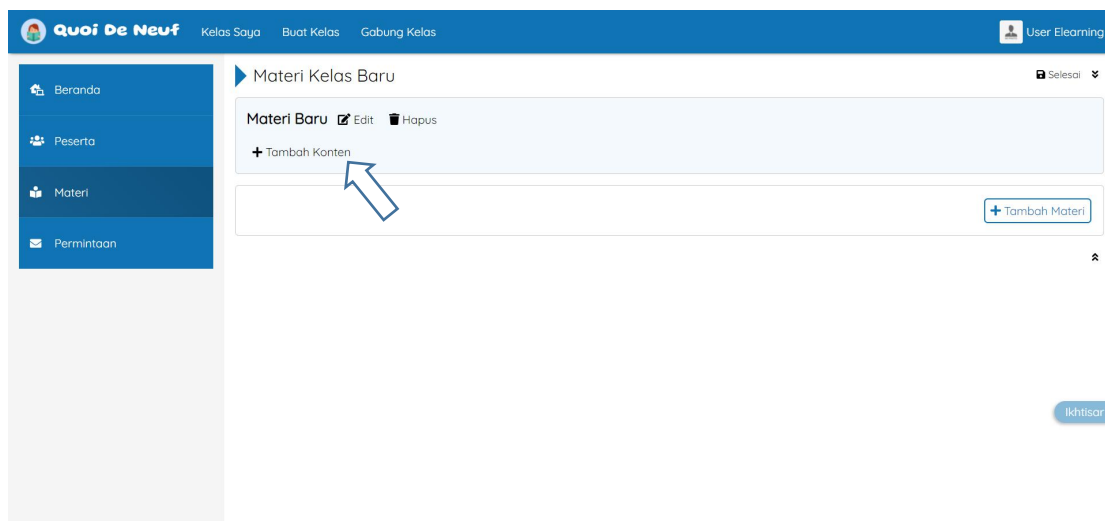 Quoi De Neuf Kelas Saya Buat Kelas Gabung Kelas User Elearning
Beranda
Peserta
Materi
Permintaan
Materi Kelas Baru Selesai
Materi Baru Edit Hapus
+ Tambah Konten
+ Tambah Materi
Ikhtisar